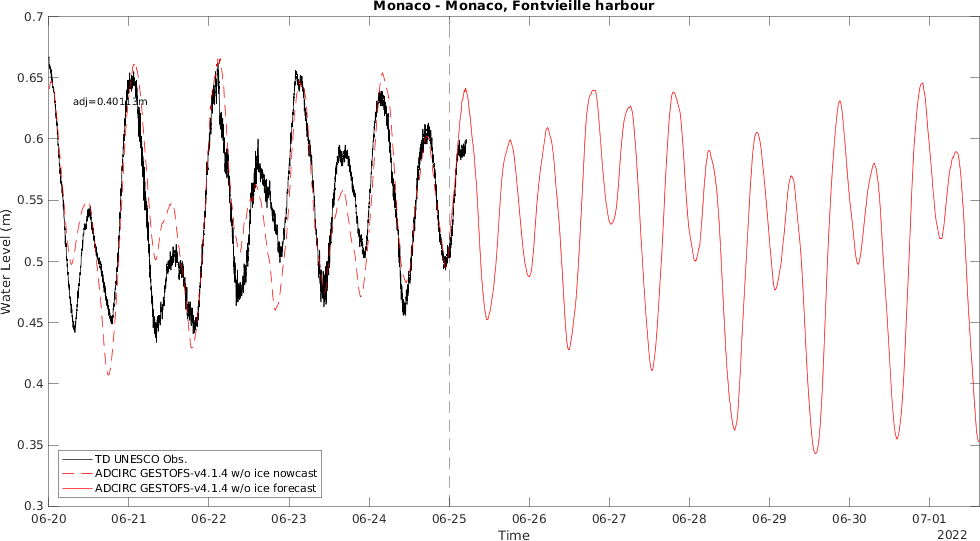 Monaco - Monaco, Fontvieille harbour
0.7
0.65
adj=0.40113m
0.6
0.55
0.5
0.45
0.4
0.35
0.3
Water Level (m)
TD UNESCO Obs.
ADCIRC GESTOFS-v4.1.4 w/o ice nowcast
ADCIRC GESTOFS-v4.1.4 w/o ice forecast
06-20 06-21 06-22 06-23 06-24 06-25 06-26 06-27 06-28 06-29 06-30 07-01
Time
2022